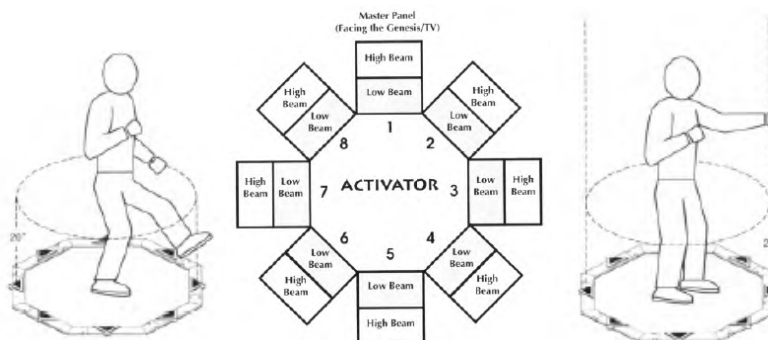 Master Panel
(Facing the Genesis/TV)
High Beam
Low Beam
High
Beam
Low
Beam
High
Beam
Low
Beam
8
1
2
High
Beam
Low
Beam
7
ACTIVATOR
3
Low
Beam
High
Beam
6
5
4
Low
Beam
High
Beam
Low Beam
High Beam
Low
Beam
High
Beam
20"
2